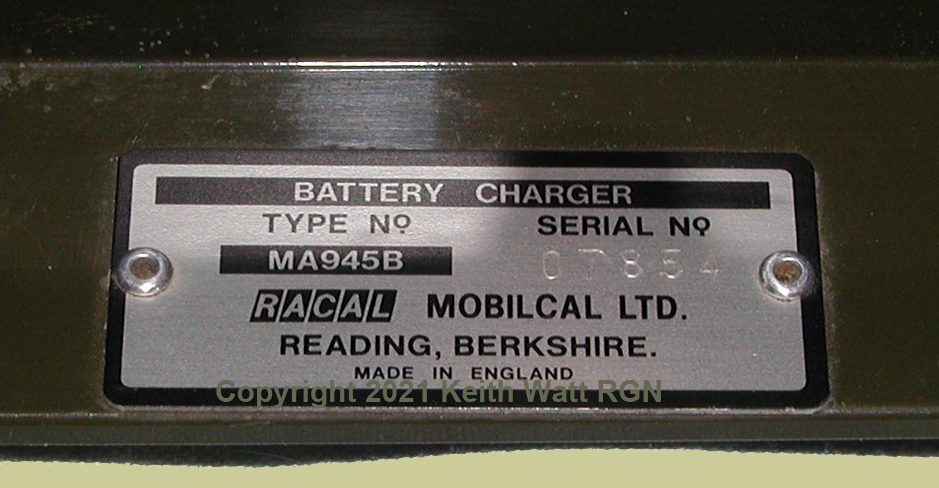 BATTERY CHARGER
TYPE Nº SERIAL Nº
MA945B 07854
RACAL MOBILCAL LTD.
READING, BERKSHIRE.
MADE IN ENGLAND
Copyright 2021 Keith Watt RGN